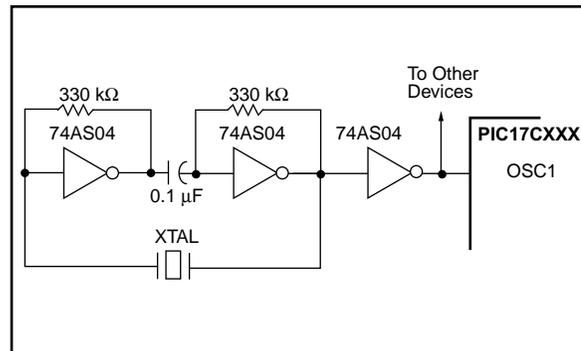 To Other
Devices
330 kΩ
330 kΩ
74AS04
74AS04
74AS04
PIC17CXXX
OSC1
0.1 µF
XTAL